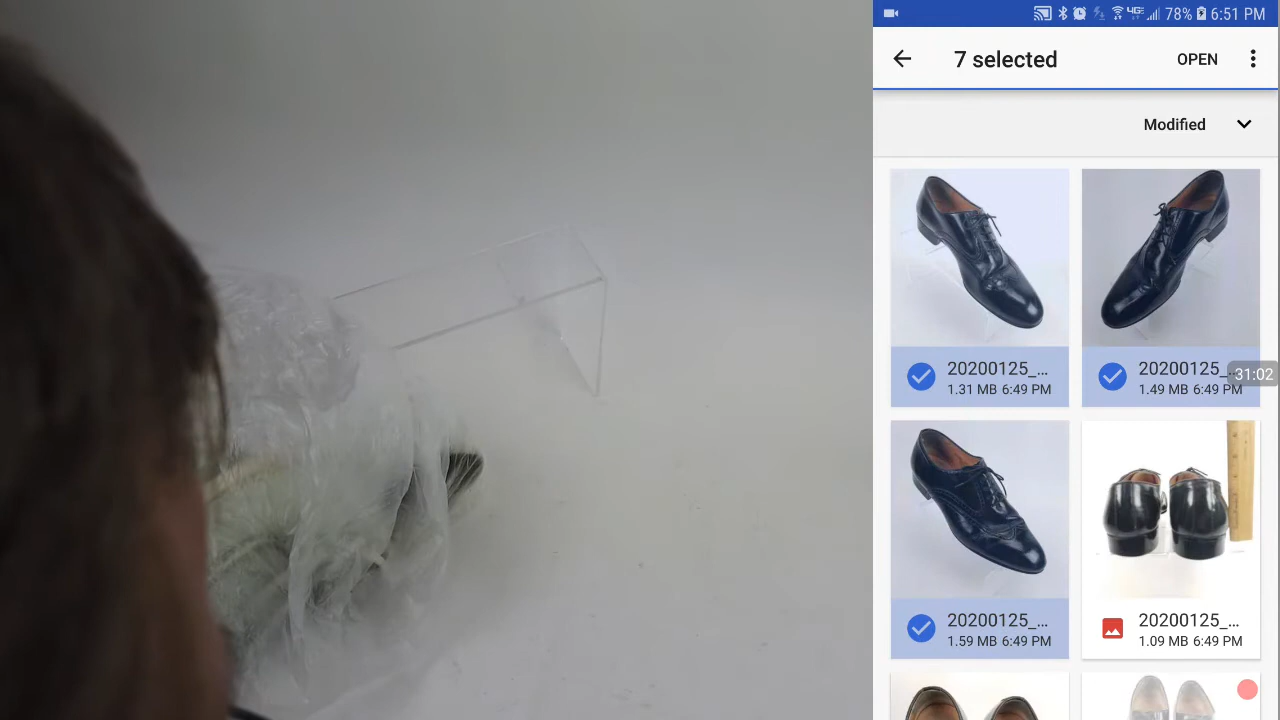 4GE 78% 6:51 PM
7 selected
OPEN
Modified
20200125_...
1.31 MB 6:49 PM
20200125_...
1.49 MB 6:49 PM
31:02
20200125_...
1.59 MB 6:49 PM
20200125_...
1.09 MB 6:49 PM